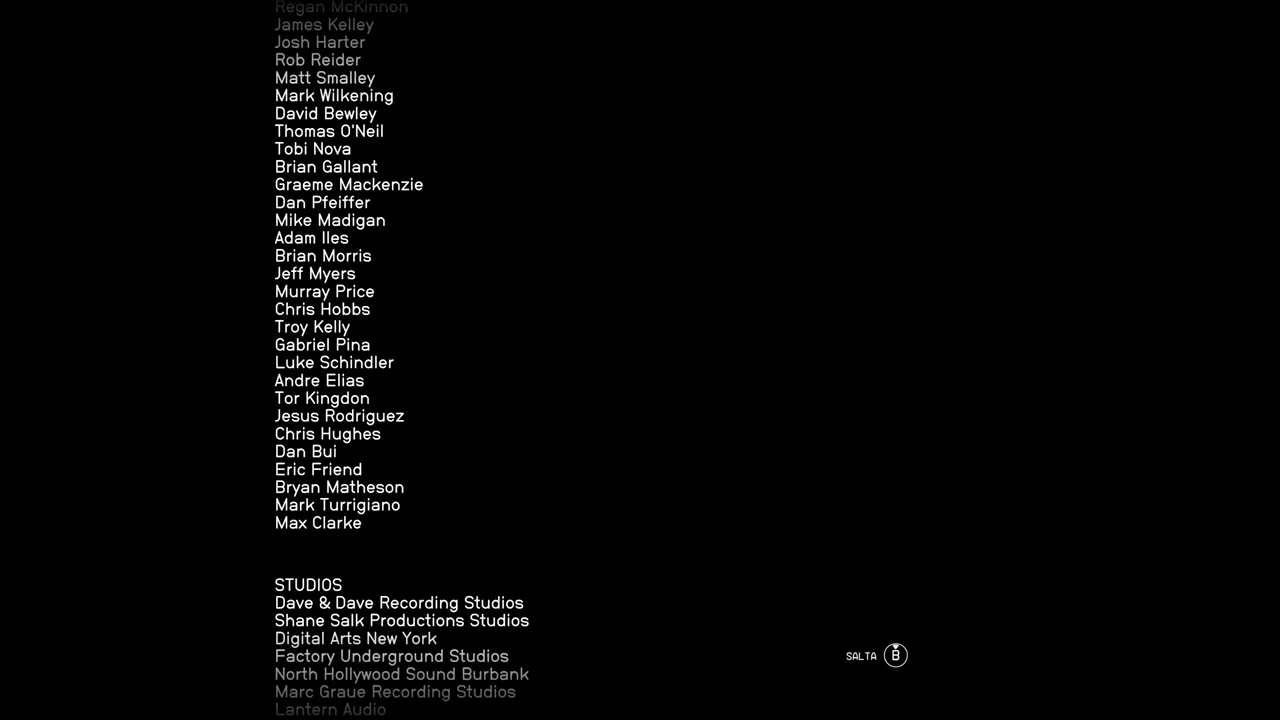 Regan McKinnon
James Kelley
Josh Harter
Rob Reider
Matt Smalley
Mark Wilkening
David Bewley
Thomas O'Neil
Tobi Nova
Brian Gallant
Graeme Mackenzie
Dan Pfeiffer
Mike Madigan
Adam Iles
Brian Morris
Jeff Myers
Murray Price
Chris Hobbs
Troy Kelly
Gabriel Pina
Luke Schindler
Andre Elias
Tor Kingdon
Jesus Rodriguez
Chris Hughes
Dan Bui
Eric Friend
Bryan Matheson
Mark Turrigiano
Max Clarke
STUDIOS
Dave & Dave Recording Studios
Shane Salk Productions Studios
Digital Arts New York
Factory Underground Studios
North Hollywood Sound Burbank
Marc Graue Recording Studios
Lantern Audio
SALTA B